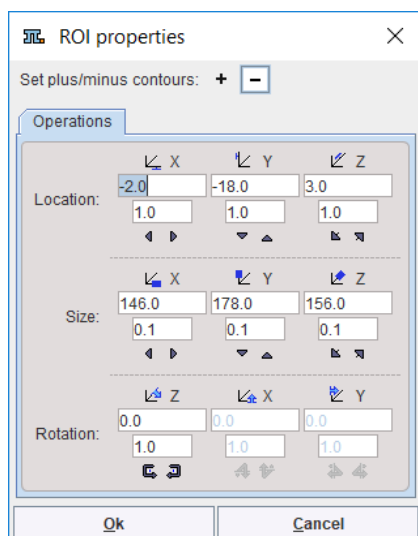 ROI properties
Set plus/minus contours: + -
Operations
X Y Z
Location: -2.0 -18.0 3.0
1.0 1.0 1.0
X Y Z
Size: 146.0 178.0 156.0
0.1 0.1 0.1
Z X Y
Rotation: 0.0 0.0 0.0
1.0 1.0 1.0
Ok Cancel